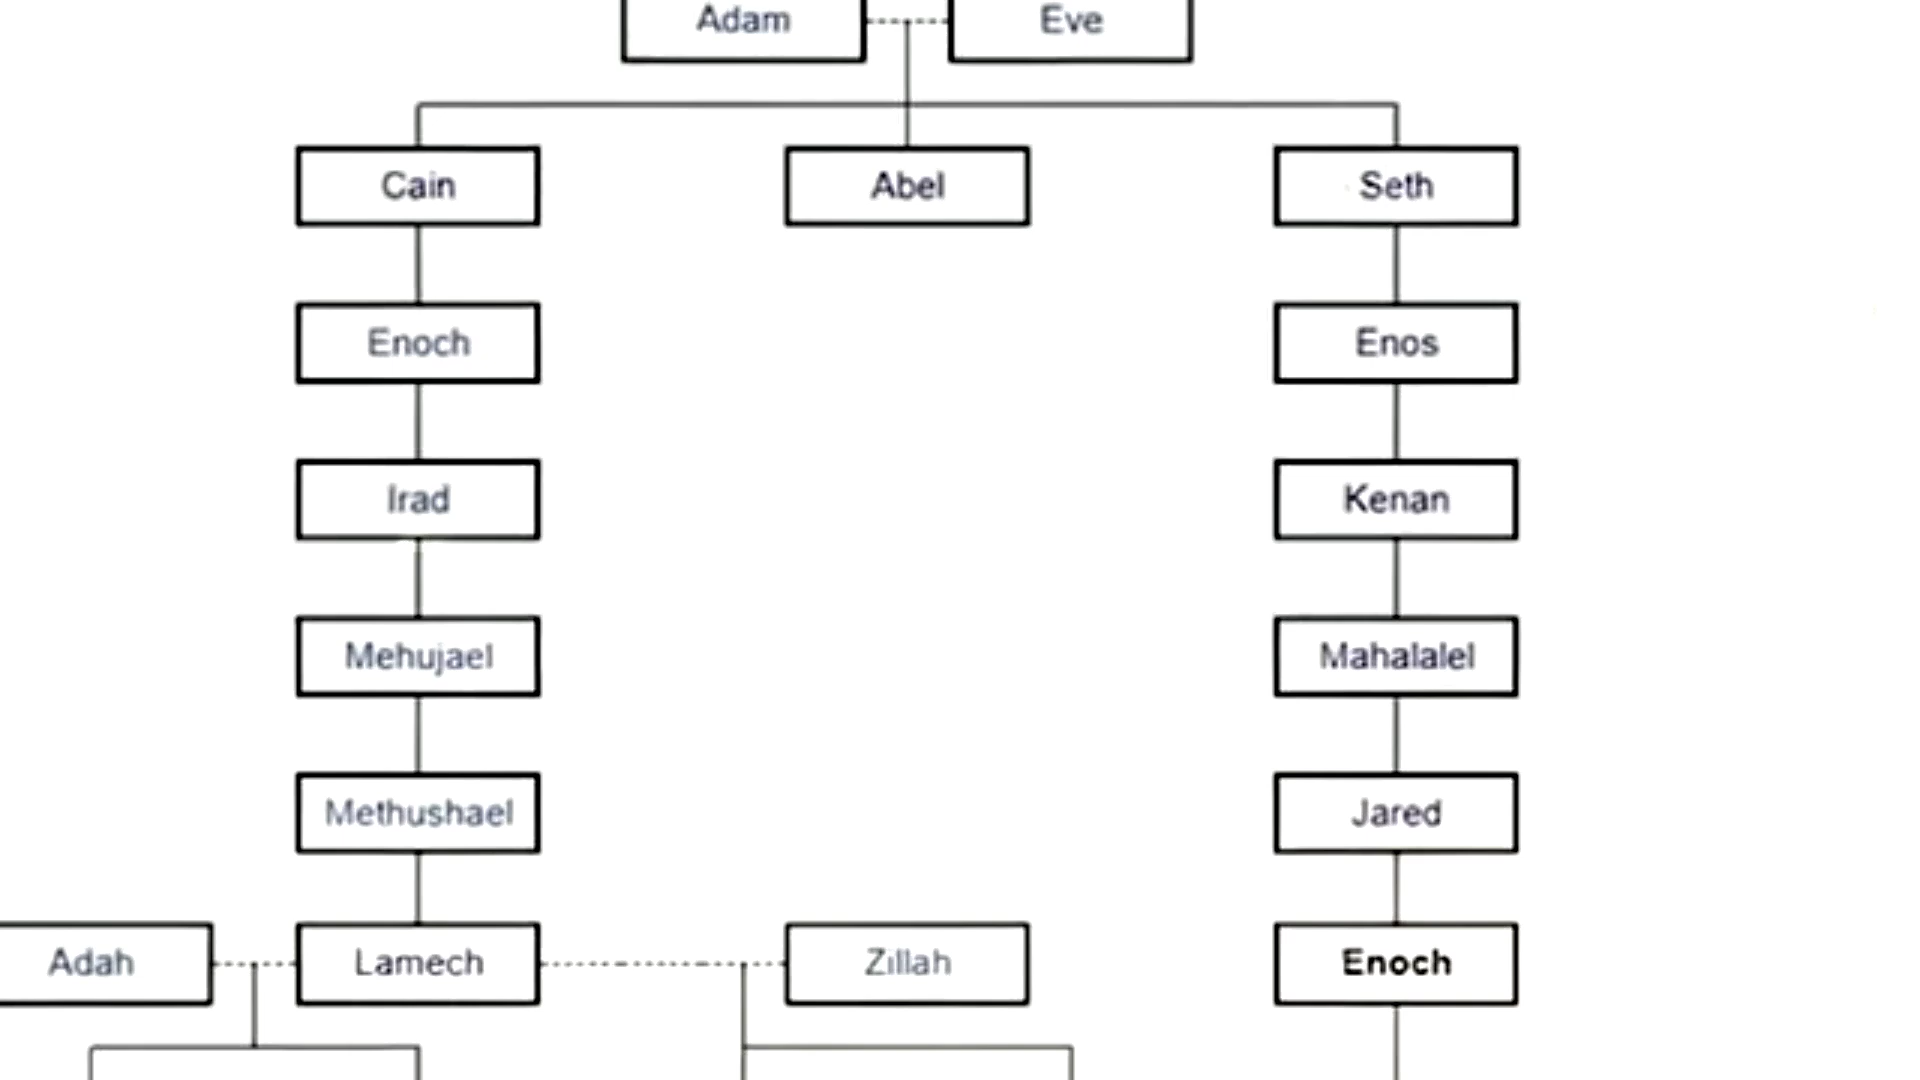 Adam Eve
Cain Abel Seth
Enoch Enos
Irad Kenan
Mehujael Mahalalel
Methushael Jared
Adah Lamech Zillah Enoch